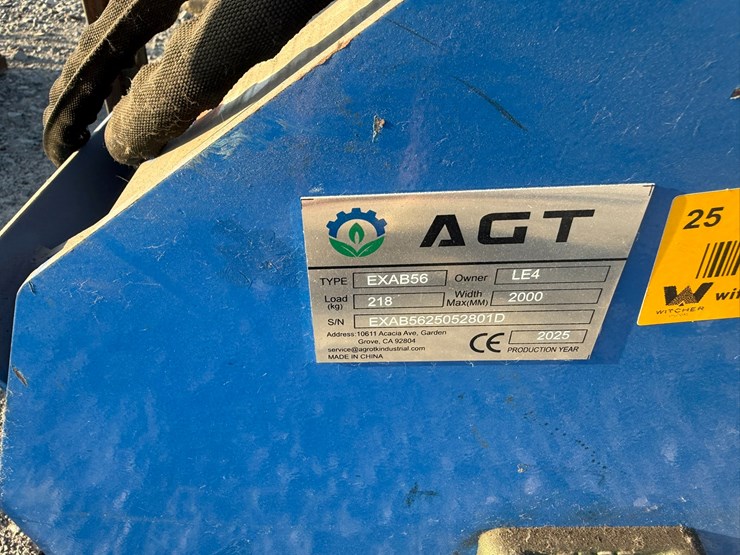 AGT
TYPE EXAB56 Owner LE4
Load (kg) 218 Width Max(MM) 2000
S/N EXAB5625052801D
Address:10611 Acacia Ave, Garden
Grove, CA 92804
service@agrotkindustrial.com
MADE IN CHINA
CE 2025
PRODUCTION YEAR
25
W
WITCHER